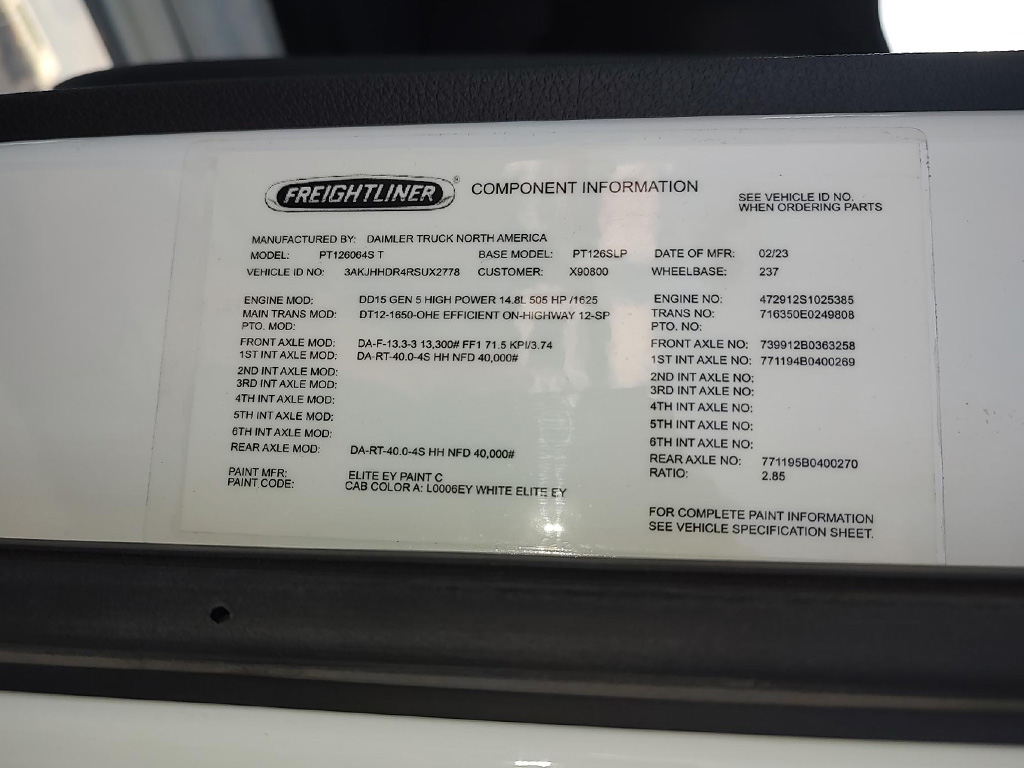 FREIGHTLINER® COMPONENT INFORMATION
SEE VEHICLE ID NO.
WHEN ORDERING PARTS
MANUFACTURED BY: DAIMLER TRUCK NORTH AMERICA
MODEL: PT126064S T BASE MODEL: PT126SLP DATE OF MFR: 02/23
VEHICLE ID NO: 3AKJHHDR4RSUX2778 CUSTOMER: X90800 WHEELBASE: 237
ENGINE MOD: DD15 GEN 5 HIGH POWER 14.8L 505 HP /1625 ENGINE NO: 472912S1025385
MAIN TRANS MOD: DT12-1650-OHE EFFICIENT ON-HIGHWAY 12-SP TRANS NO: 716350E0249808
PTO. MOD: PTO. NO:
FRONT AXLE MOD: DA-F-13.3-3 13,300# FF1 71.5 KPI/3.74 FRONT AXLE NO: 739912B0363258
1ST INT AXLE MOD: DA-RT-40.0-4S HH NFD 40,000# 1ST INT AXLE NO: 771194B0400269
2ND INT AXLE MOD: 2ND INT AXLE NO:
3RD INT AXLE MOD: 3RD INT AXLE NO:
4TH INT AXLE MOD: 4TH INT AXLE NO:
5TH INT AXLE MOD: 5TH INT AXLE NO:
6TH INT AXLE MOD: 6TH INT AXLE NO:
REAR AXLE MOD: DA-RT-40.0-4S HH NFD 40,000# REAR AXLE NO: 771195B0400270
PAINT MFR: ELITE EY PAINT C RATIO: 2.85
PAINT CODE: CAB COLOR A: L0006EY WHITE ELITE EY
FOR COMPLETE PAINT INFORMATION
SEE VEHICLE SPECIFICATION SHEET.